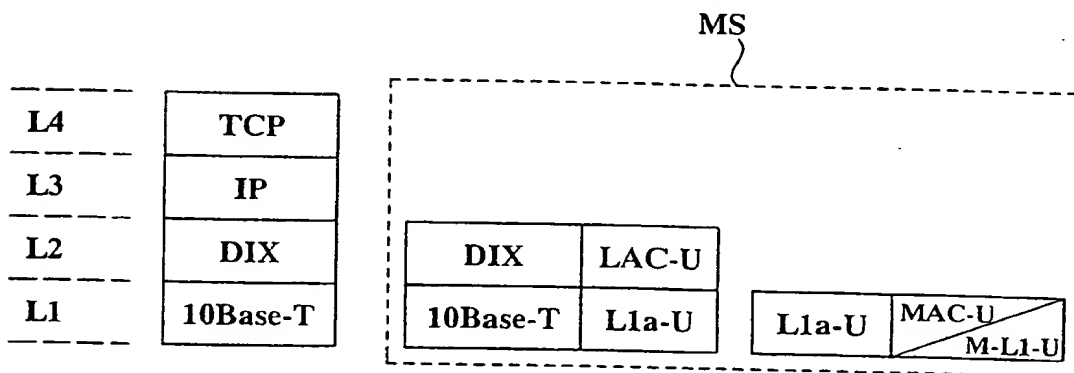 MS
L4 TCP
L3 IP
L2 DIX DIX LAC-U
L1 10Base-T 10Base-T L1a-U L1a-U MAC-U
M-L1-U